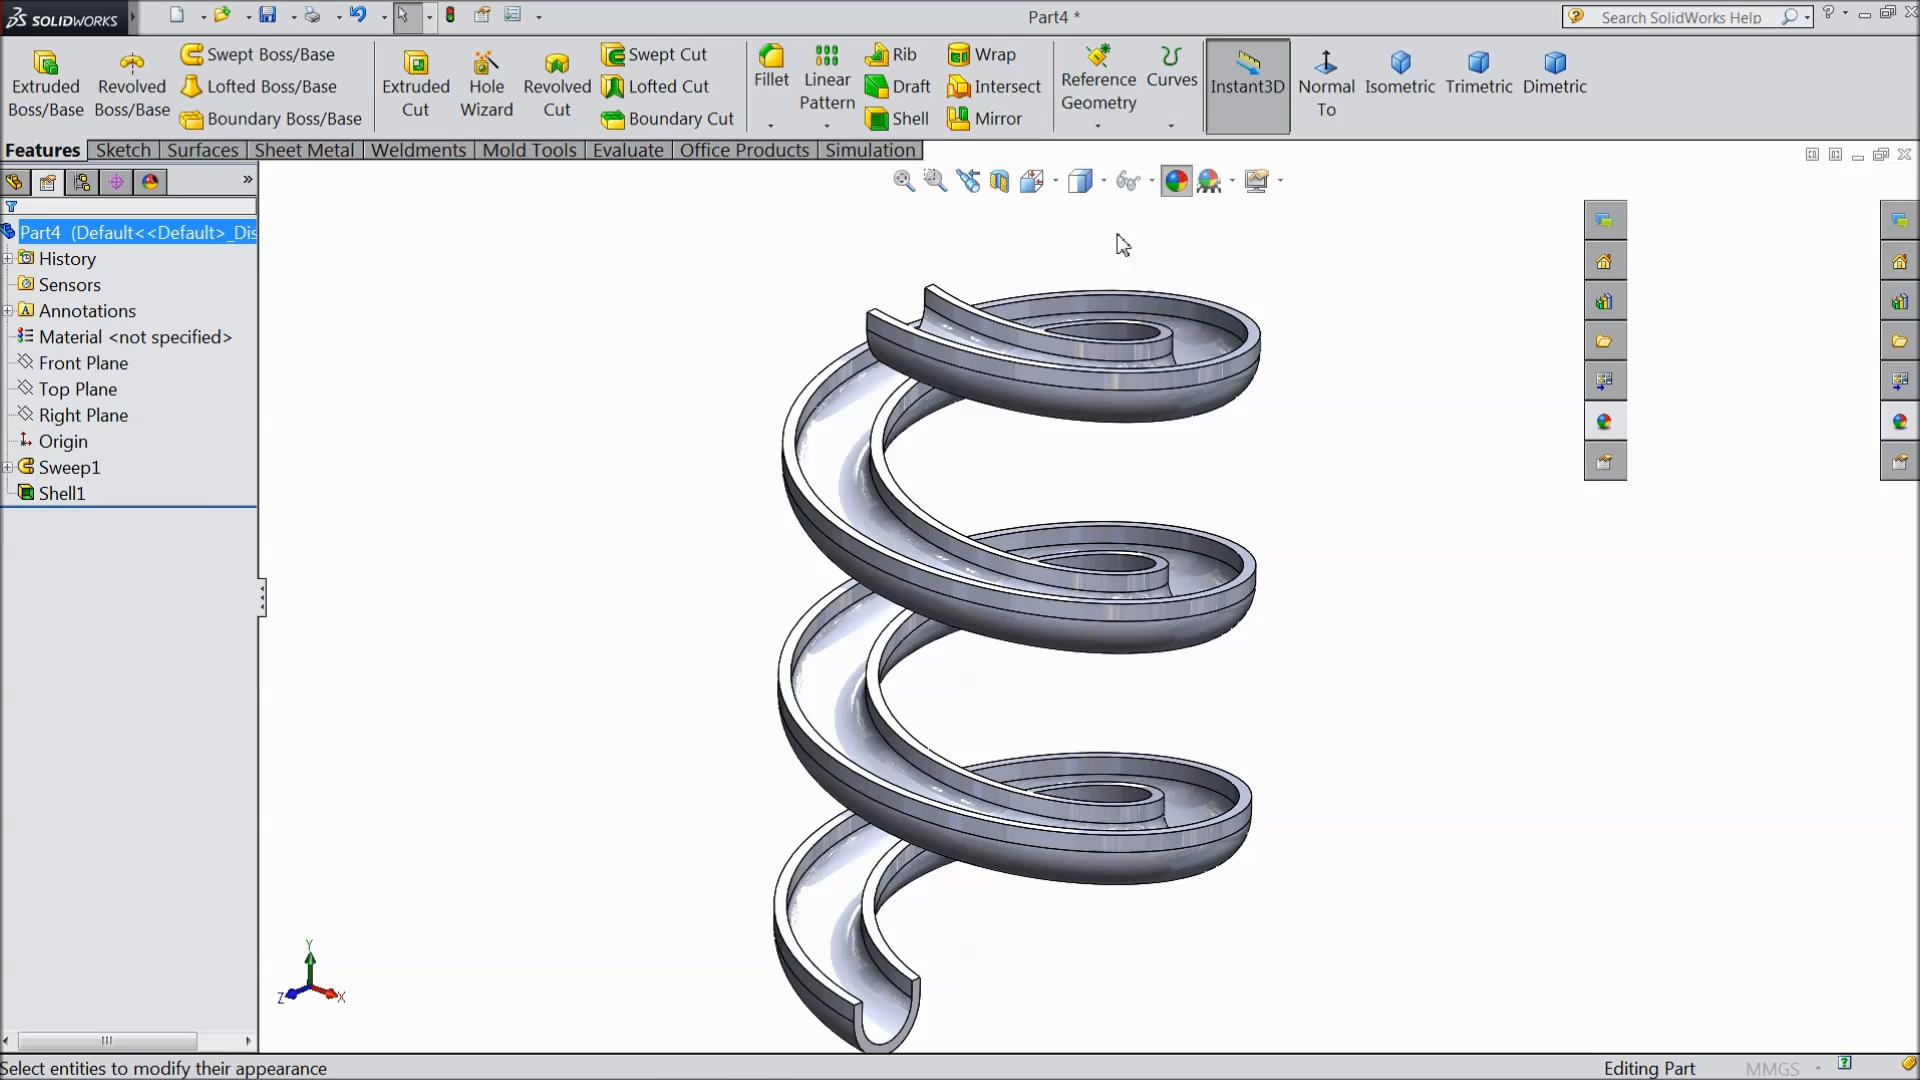 SOLIDWORKS
Part4 *
Search SolidWorks Help
Extruded Boss/Base
Revolved Boss/Base
Swept Boss/Base
Lofted Boss/Base
Boundary Boss/Base
Extruded Cut
Hole Wizard
Revolved Cut
Swept Cut
Lofted Cut
Boundary Cut
Fillet
Linear Pattern
Rib
Draft
Shell
Wrap
Intersect
Mirror
Reference Geometry
Curves
Instant3D
Normal To
Isometric
Trimetric
Dimetric
Features
Sketch
Surfaces
Sheet Metal
Weldments
Mold Tools
Evaluate
Office Products
Simulation
Part4 (Default<<Default>_Dis
History
Sensors
Annotations
Material <not specified>
Front Plane
Top Plane
Right Plane
Origin
Sweep1
Shell1
Y
Z
X
Select entities to modify their appearance
Editing Part
MMGS